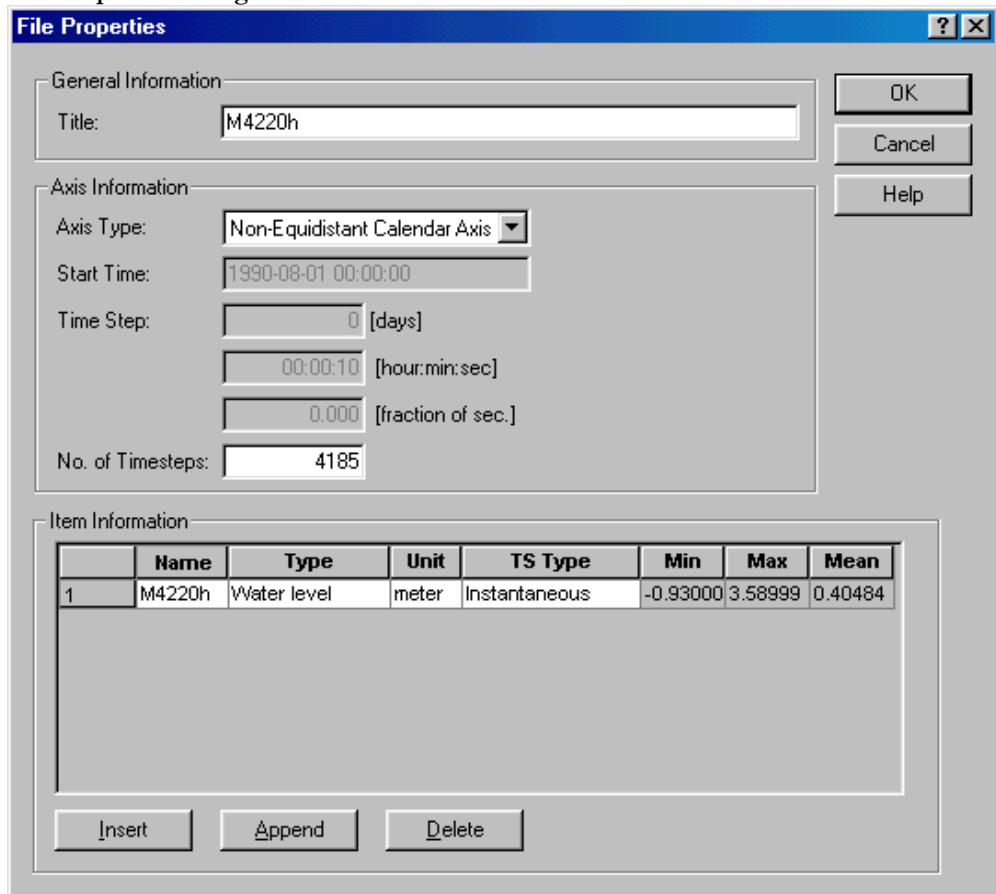 File Properties
General Information
Title: M4220h
OK
Cancel
Help
Axis Information
Axis Type: Non-Equidistant Calendar Axis
Start Time: 1990-08-01 00:00:00
Time Step: 0 [days]
00:00:10 [hour:min:sec]
0.000 [fraction of sec.]
No. of Timesteps: 4185
Item Information
Name Type Unit TS Type Min Max Mean
1 M4220h Water level meter Instantaneous -0.93000 3.58999 0.40484
Insert Append Delete